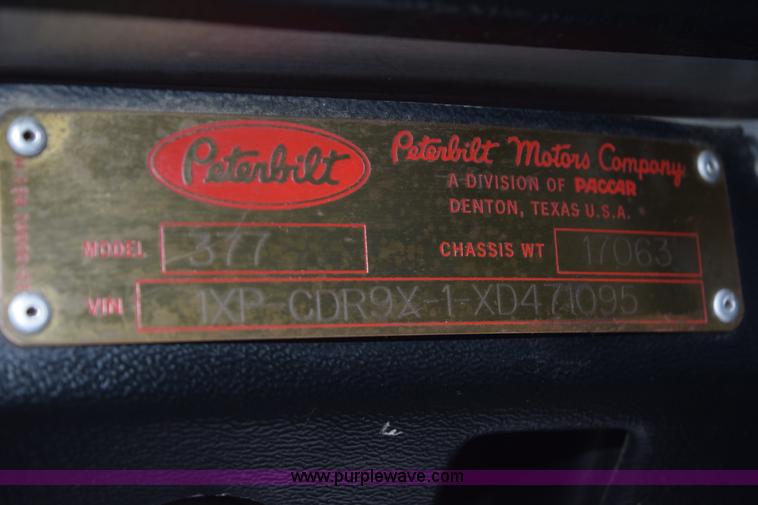 Peterbilt
Peterbilt Motors Company
A DIVISION OF PACCAR
DENTON, TEXAS U.S.A.
MODEL 377 CHASSIS WT 17063
VIN 1XP-CDR9X-1-XD471095
www.purplewave.com